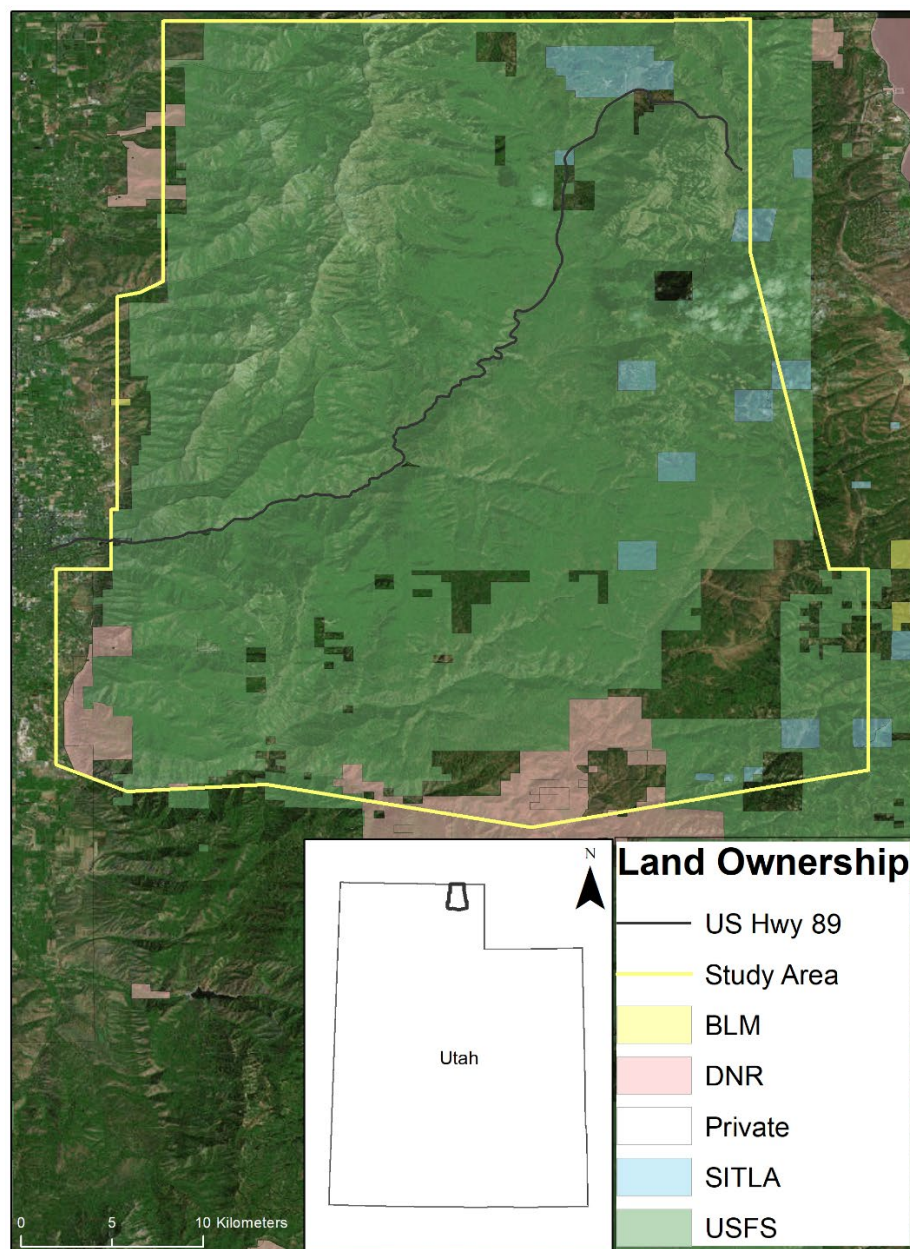 N
Utah
0 5 10 Kilometers
Land Ownership
US Hwy 89
Study Area
BLM
DNR
Private
SITLA
USFS